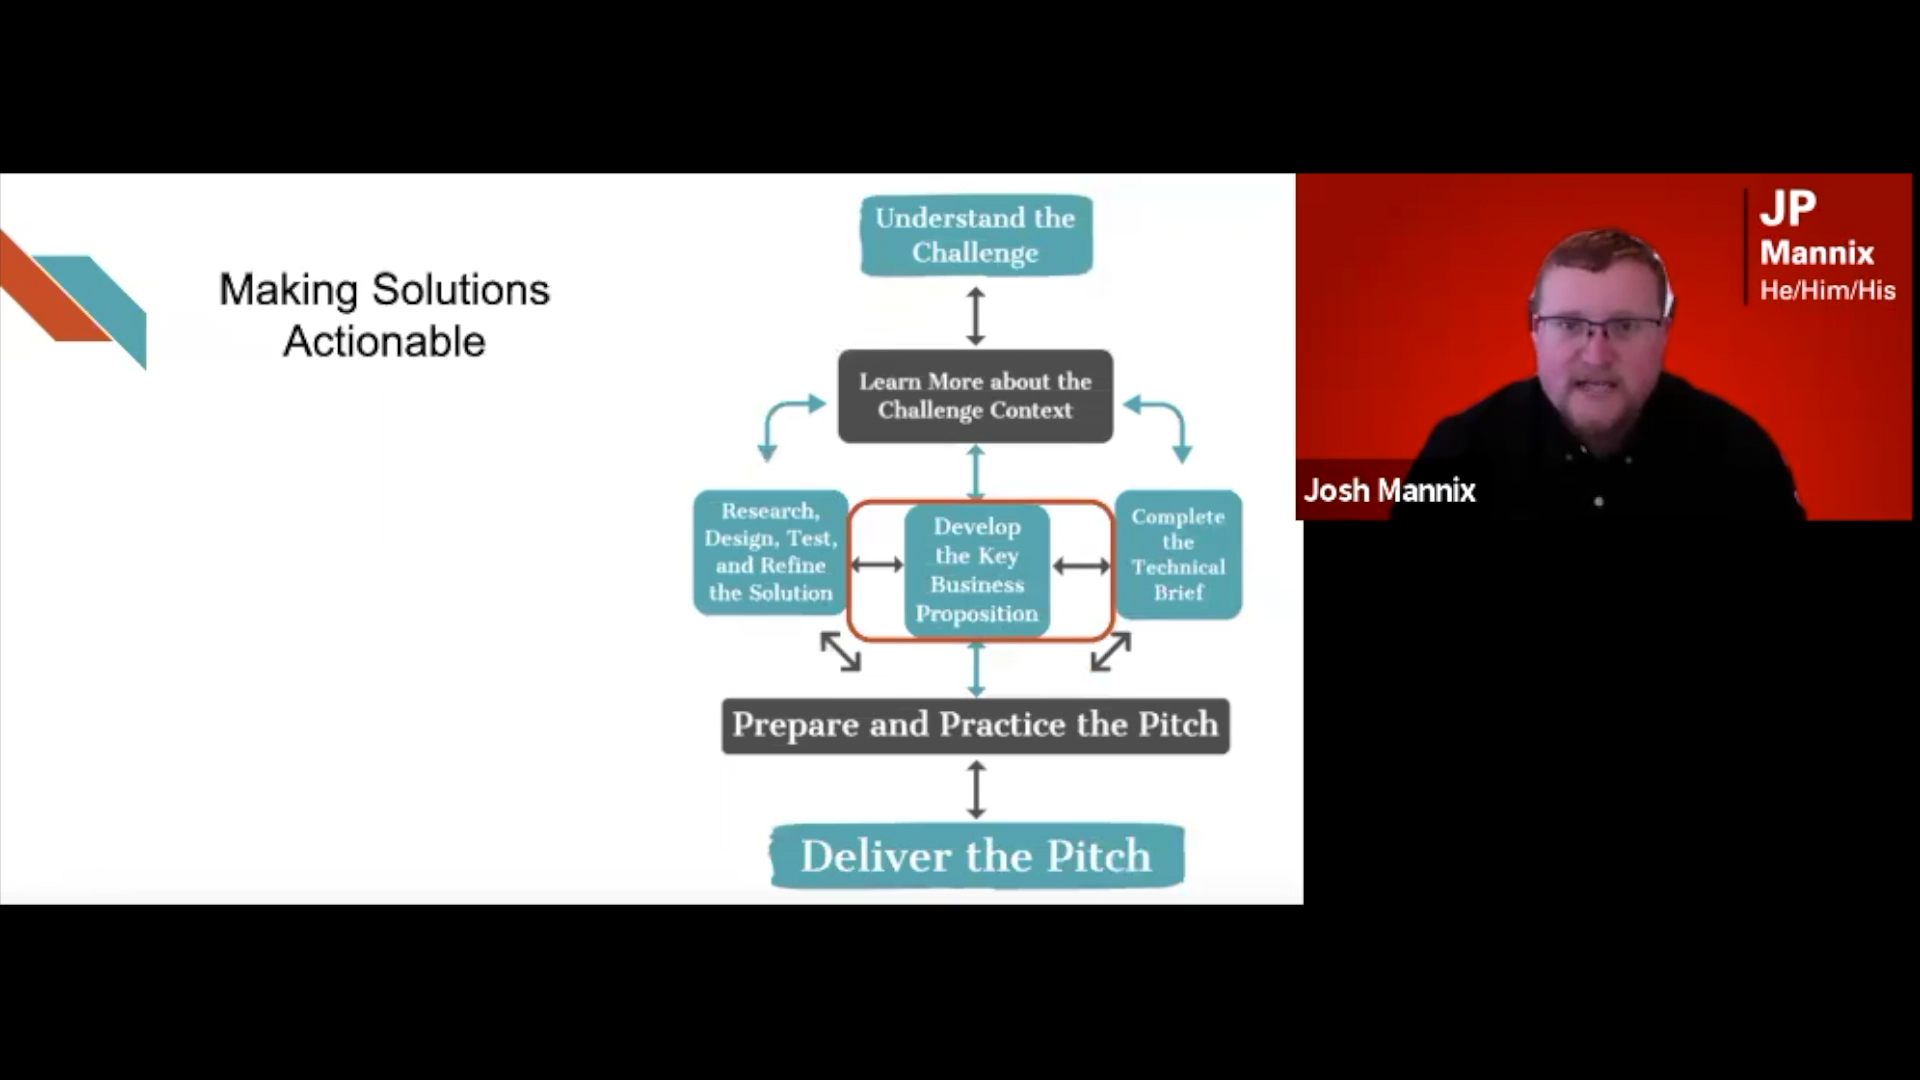 Making Solutions
Actionable
Understand the
Challenge
Learn More about the
Challenge Context
Research,
Design, Test,
and Refine
the Solution
Develop
the Key
Business
Proposition
Complete
the
Technical
Brief
Prepare and Practice the Pitch
Deliver the Pitch
JP
Mannix
He/Him/His
Josh Mannix